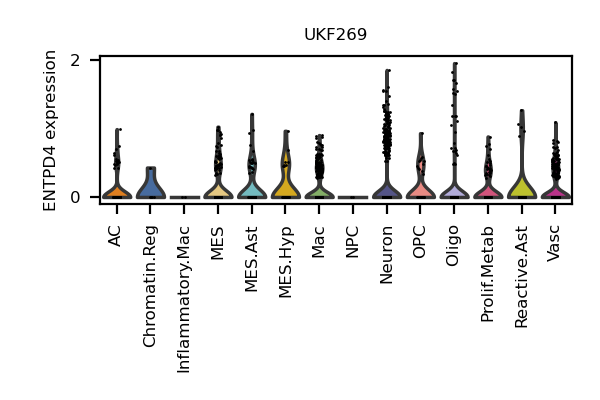 UKF269
ENTPD4 expression
2
0
AC
Chromatin.Reg
Inflammatory.Mac
MES
MES.Ast
MES.Hyp
Mac
NPC
Neuron
OPC
Oligo
Prolif.Metab
Reactive.Ast
Vasc